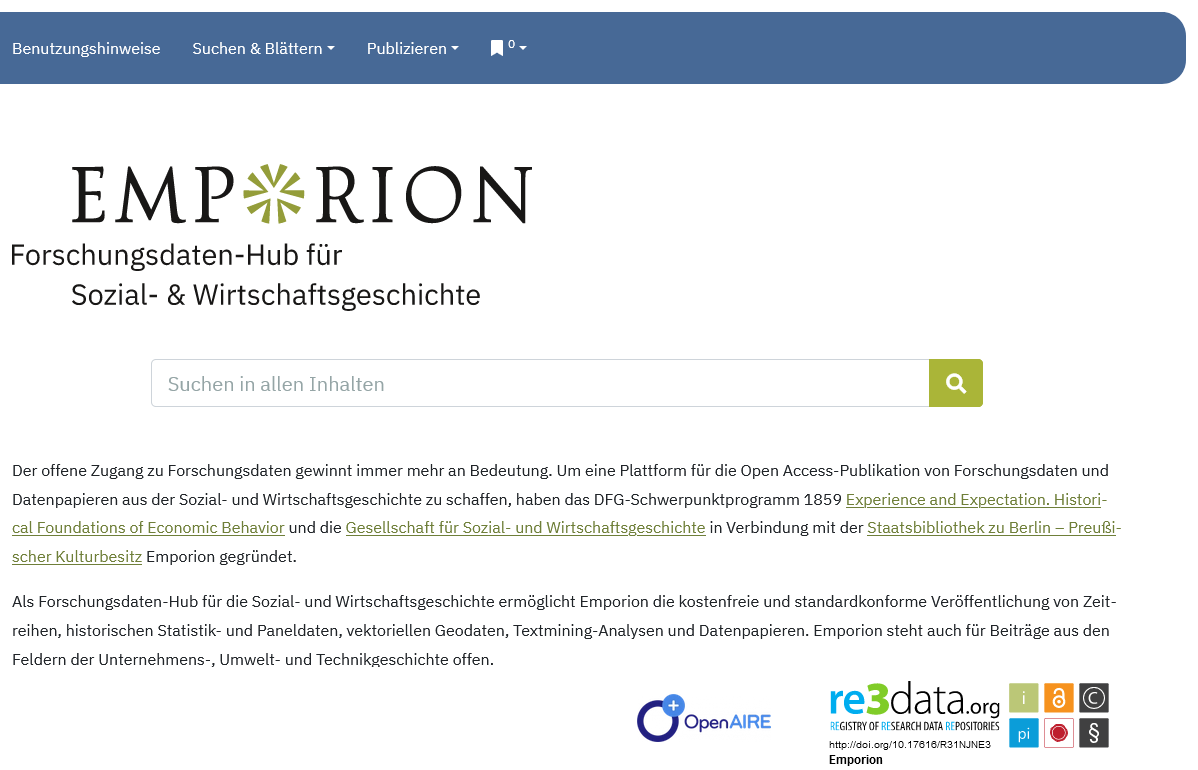 Benutzungshinweise Suchen & Blättern Publizieren 0
EMPORION
Forschungsdaten-Hub für
Sozial- & Wirtschaftsgeschichte
Suchen in allen Inhalten
Der offene Zugang zu Forschungsdaten gewinnt immer mehr an Bedeutung. Um eine Plattform für die Open Access-Publikation von Forschungsdaten und
Datenpapieren aus der Sozial- und Wirtschaftsgeschichte zu schaffen, haben das DFG-Schwerpunktprogramm 1859 Experience and Expectation. Histori-
cal Foundations of Economic Behavior und die Gesellschaft für Sozial- und Wirtschaftsgeschichte in Verbindung mit der Staatsbibliothek zu Berlin – Preußi-
scher Kulturbesitz Emporion gegründet.
Als Forschungsdaten-Hub für die Sozial- und Wirtschaftsgeschichte ermöglicht Emporion die kostenfreie und standardkonforme Veröffentlichung von Zeit-
reihen, historischen Statistik- und Paneldaten, vektoriellen Geodaten, Textmining-Analysen und Datenpapieren. Emporion steht auch für Beiträge aus den
Feldern der Unternehmens-, Umwelt- und Technikgeschichte offen.
OpenAIRE
re3data.org
REGISTRY OF RESEARCH DATA REPOSITORIES
http://doi.org/10.17616/R31NJNE3
Emporion
i ©
pi §